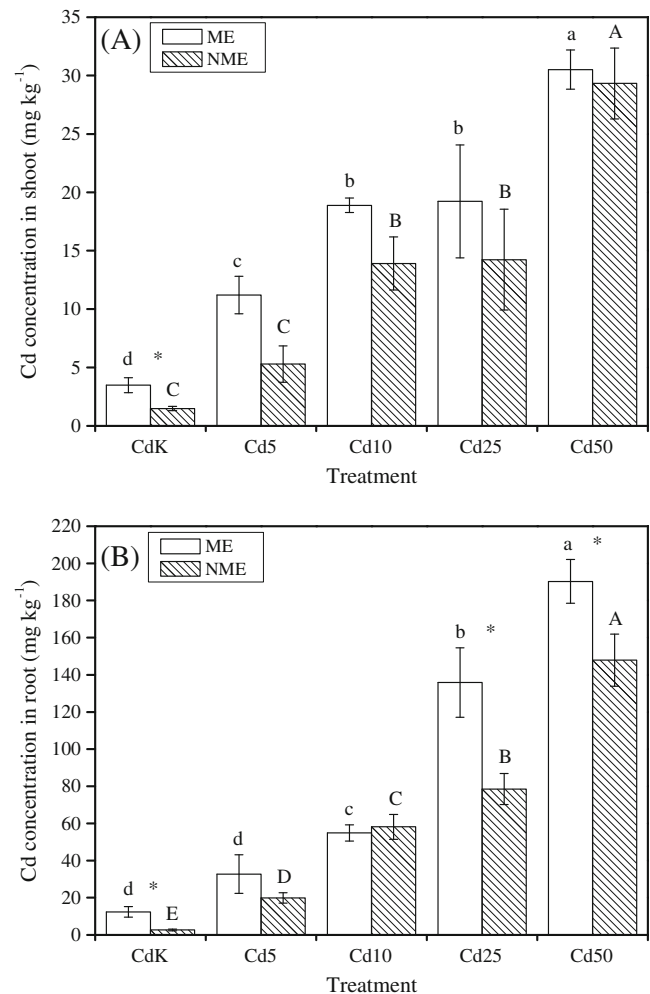 (A)
ME
NME
Cd concentration in shoot (mg kg⁻¹)
35
30
25
20
15
10
5
0
d * C
c C
b B
b B
a A
CdK Cd5 Cd10 Cd25 Cd50
Treatment
(B)
ME
NME
Cd concentration in root (mg kg⁻¹)
220
200
180
160
140
120
100
80
60
40
20
0
d * E
d D
c C
b * B
a * A
CdK Cd5 Cd10 Cd25 Cd50
Treatment